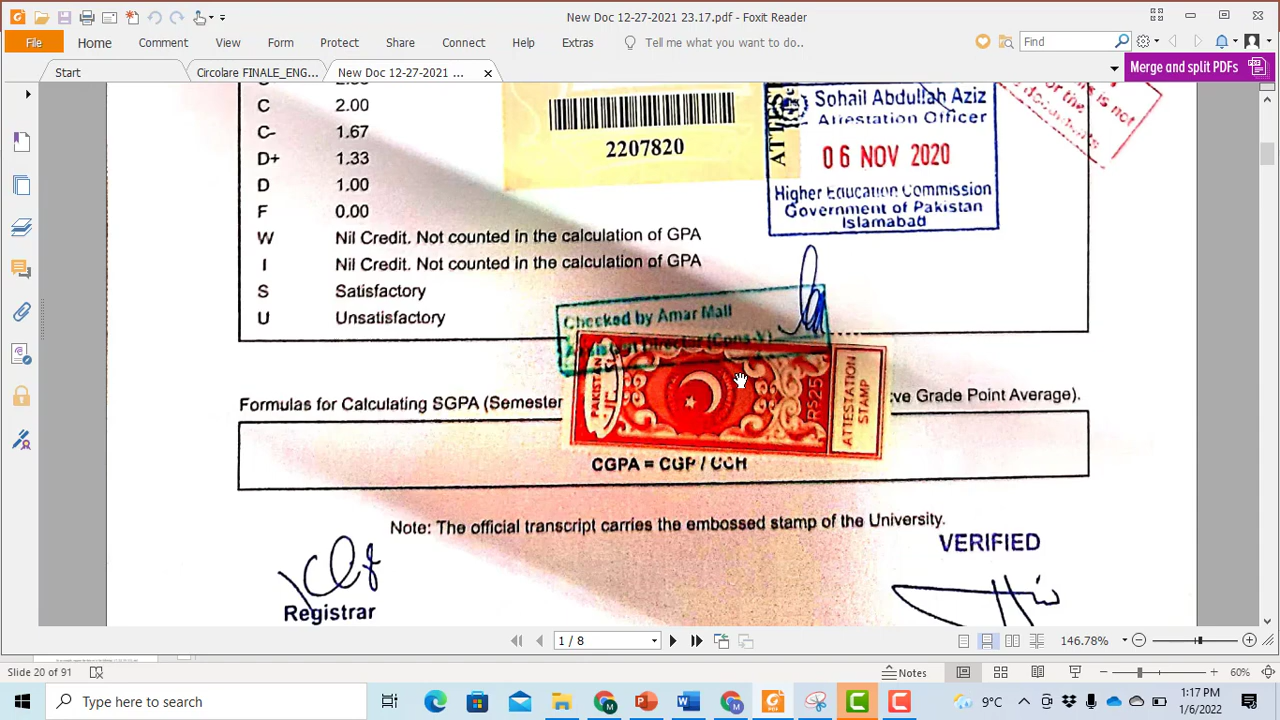 New Doc 12-27-2021 23.17.pdf - Foxit Reader
File Home Comment View Form Protect Share Connect Help Extras Tell me what you want to do.. Find
Start Circolare FINALE_ENG... New Doc 12-27-2021 ... Merge and split PDFs
C 2.00
C- 1.67
D+ 1.33
D 1.00
F 0.00
W Nil Credit. Not counted in the calculation of GPA
I Nil Credit. Not counted in the calculation of GPA
S Satisfactory
U Unsatisfactory
2207820
Sohail Abdullah Aziz
Attestation Officer
06 NOV 2020
Higher Education Commission
Government of Pakistan
Islamabad
is not
or the
Checked by Amar Mall
PAKISTAN
RS25
ATTESTATION
STAMP
Formulas for Calculating SGPA (Semester ve Grade Point Average).
CGPA = CGP / CCH
Note: The official transcript carries the embossed stamp of the University.
VERIFIED
Registrar
1 / 8
146.78%
Slide 20 of 91
Notes
60%
Type here to search
9°C
1:17 PM
1/6/2022